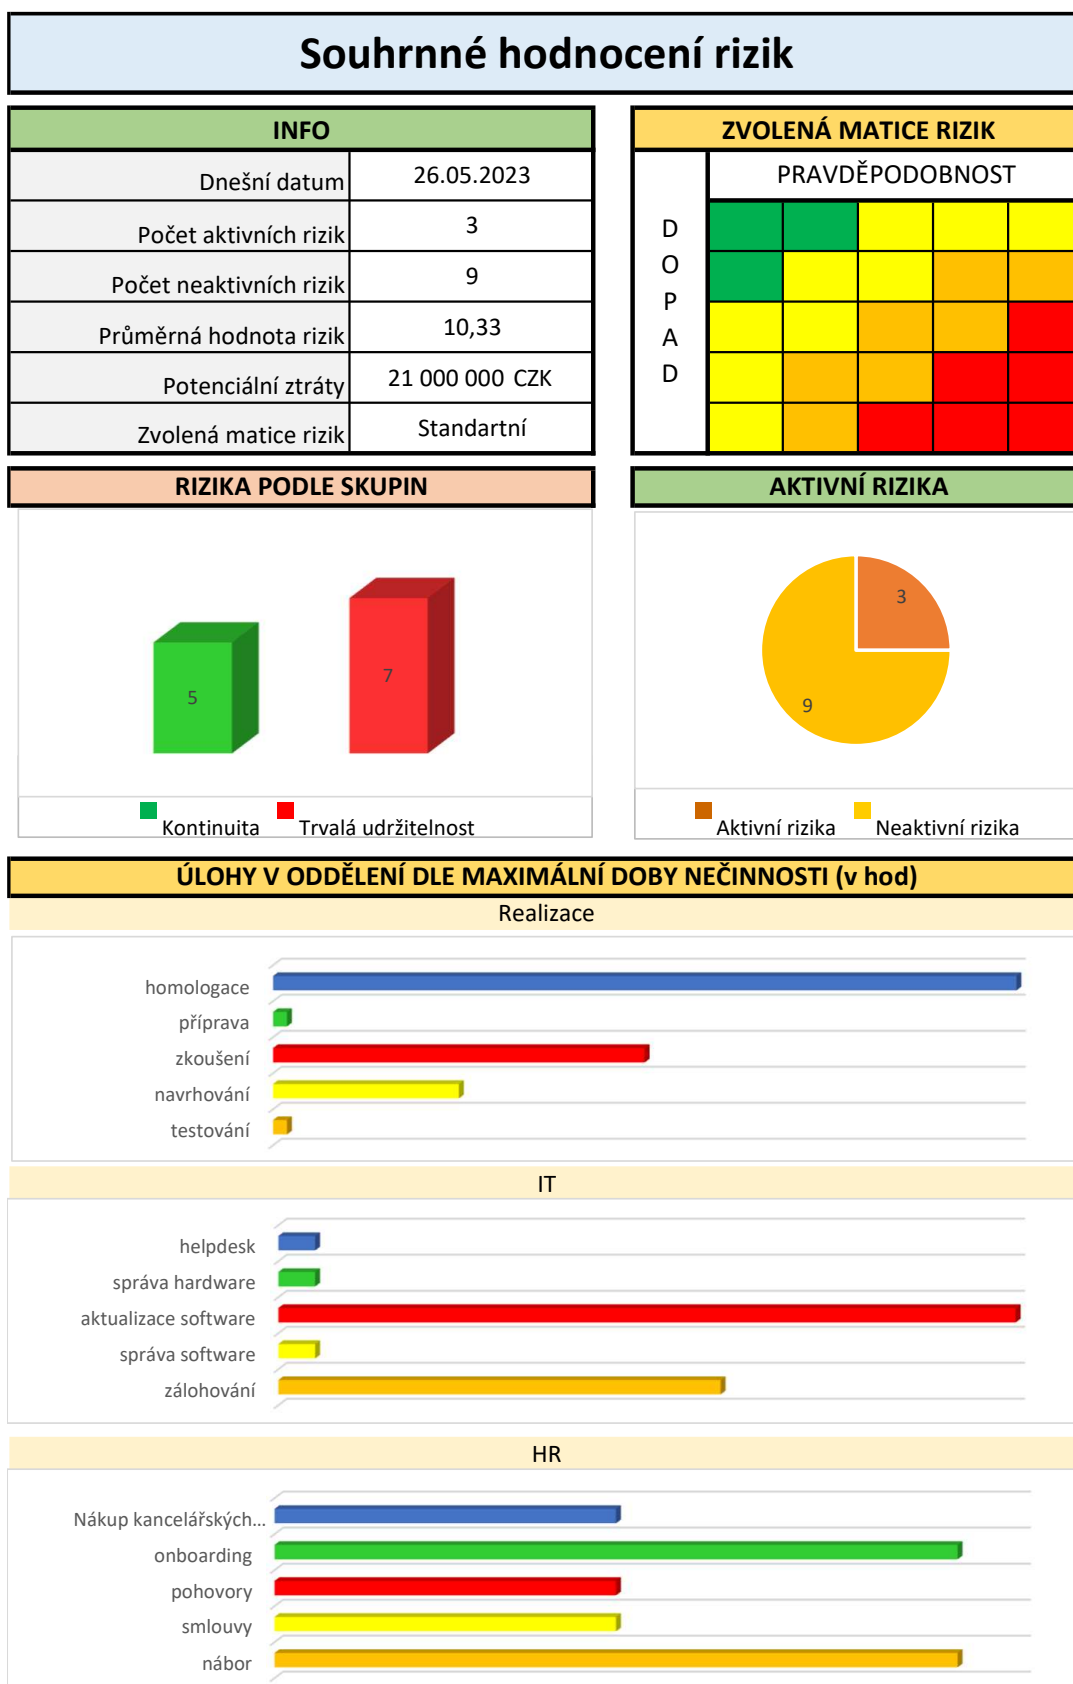 Souhrnné hodnocení rizik
INFO
Dnešní datum 26.05.2023
Počet aktivních rizik 3
Počet neaktivních rizik 9
Průměrná hodnota rizik 10,33
Potenciální ztráty 21 000 000 CZK
Zvolená matice rizik Standartní
ZVOLENÁ MATICE RIZIK
PRAVDĚPODOBNOST
D
O
P
A
D
RIZIKA PODLE SKUPIN
5
7
Kontinuita Trvalá udržitelnost
AKTIVNÍ RIZIKA
3
9
Aktivní rizika Neaktivní rizika
ÚLOHY V ODDĚLENÍ DLE MAXIMÁLNÍ DOBY NEČINNOSTI (v hod)
Realizace
homologace
příprava
zkoušení
navrhování
testování
IT
helpdesk
správa hardware
aktualizace software
správa software
zálohování
HR
Nákup kancelářských...
onboarding
pohovory
smlouvy
nábor